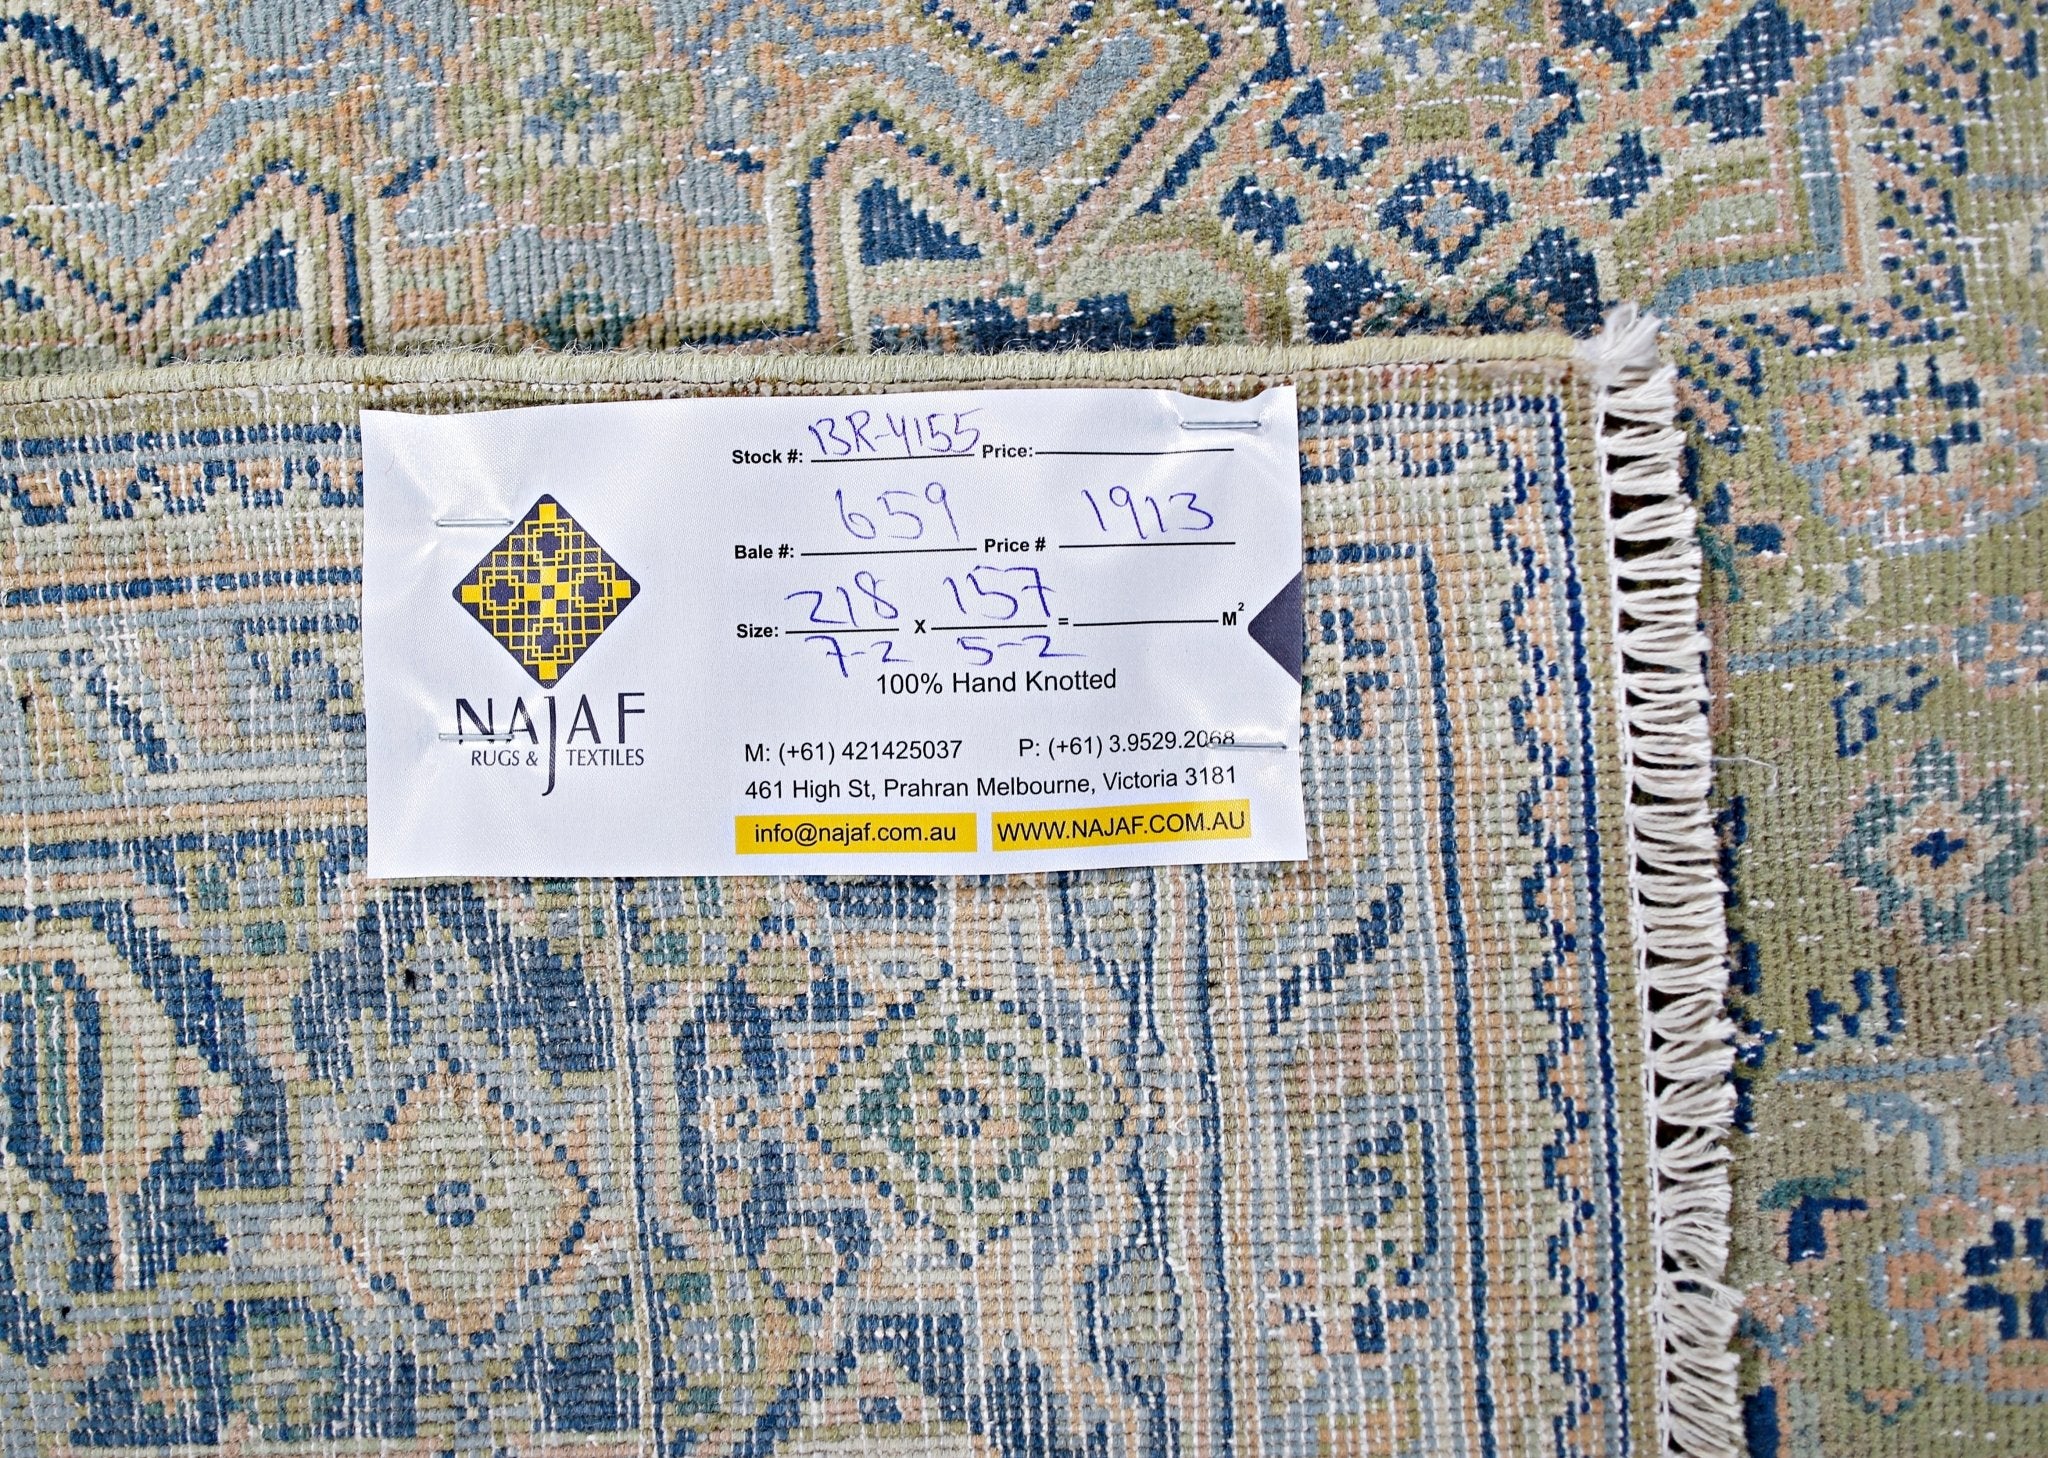 NAJAF
RUGS & TEXTILES
Stock #: BR-4155 Price:
Bale #: 659 Price # 1913
Size: 218 x 157 = M²
7-2 5-2
100% Hand Knotted
M: (+61) 421425037 P: (+61) 3.9529.2068
461 High St, Prahran Melbourne, Victoria 3181
info@najaf.com.au WWW.NAJAF.COM.AU